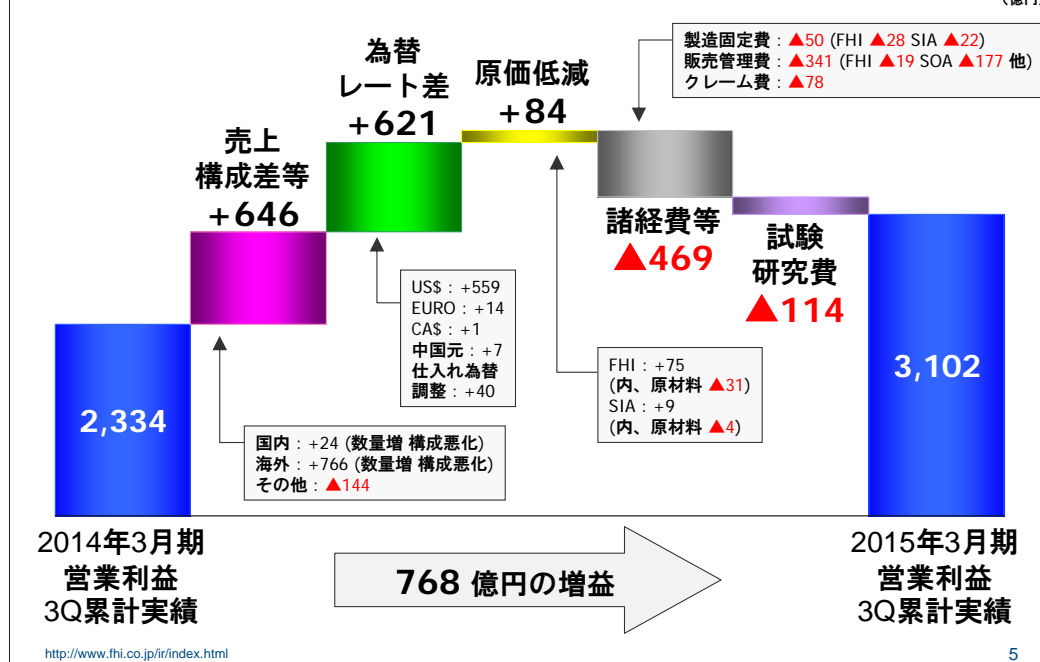 (億円)
製造固定費：▲50 (FHI ▲28 SIA ▲22)
販売管理費：▲341 (FHI ▲19 SOA ▲177 他)
クレーム費：▲78
為替
レート差
+621
原価低減
+84
売上
構成差等
+646
諸経費等
▲469
試験
研究費
▲114
US$：+559
EURO：+14
CA$：+1
中国元：+7
仕入れ為替
調整：+40
FHI：+75
(内、原材料 ▲31)
SIA：+9
(内、原材料 ▲4)
2,334
3,102
国内：+24 (数量増 構成悪化)
海外：+766 (数量増 構成悪化)
その他：▲144
2014年3月期
営業利益
3Q累計実績
768 億円の増益
2015年3月期
営業利益
3Q累計実績
http://www.fhi.co.jp/ir/index.html
5